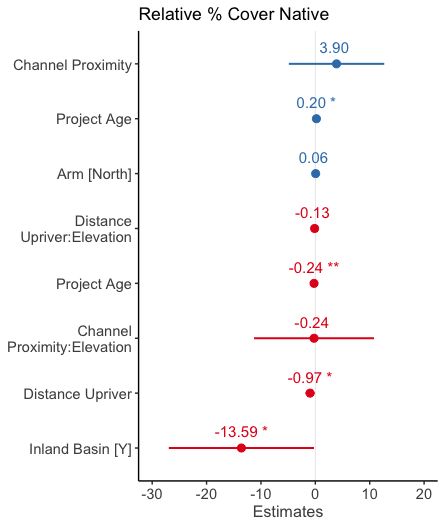 Relative % Cover Native
Channel Proximity
3.90
Project Age
0.20 *
Arm [North]
0.06
Distance
Upriver:Elevation
-0.13
Project Age
-0.24 **
Channel
Proximity:Elevation
-0.24
Distance Upriver
-0.97 *
Inland Basin [Y]
-13.59 *
-30 -20 -10 0 10 20
Estimates